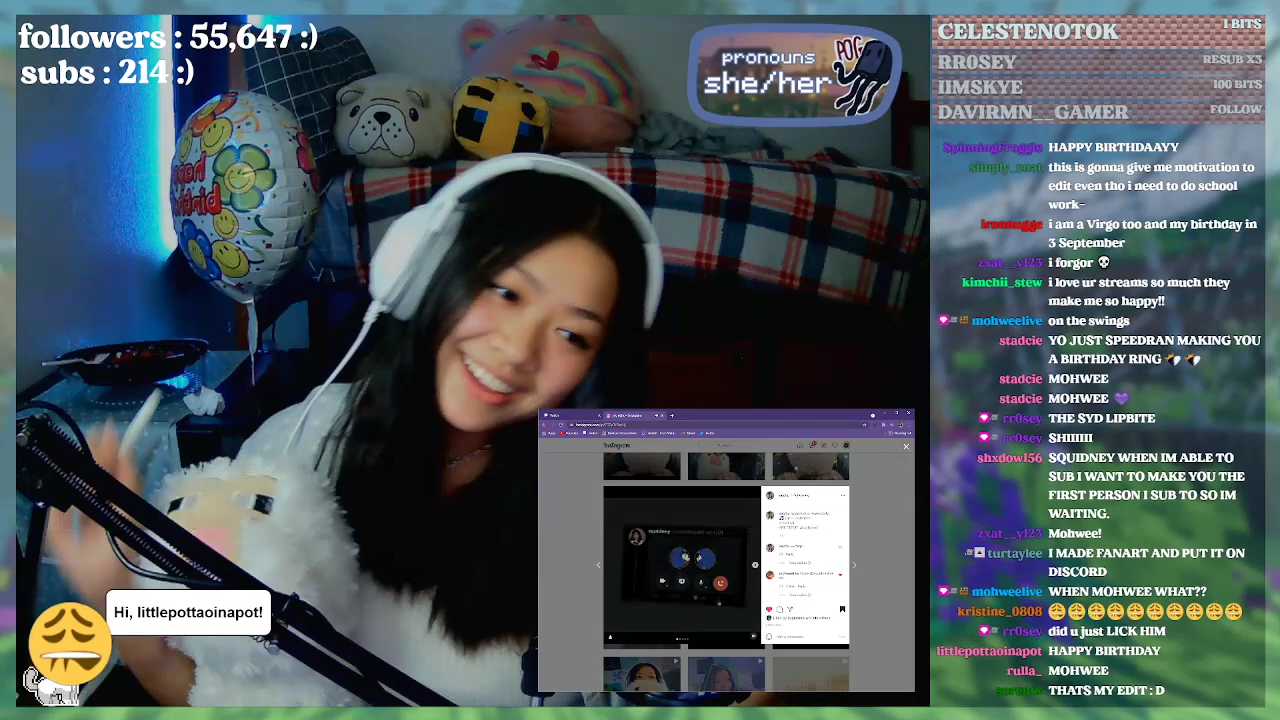 followers : 55,647 :)
subs : 214 :)
pronouns
she/her
POG
CELESTENOTOK 1 BITS
RR0SEY RESUB X3
IIMSKYE 100 BITS
DAVIRMN__GAMER FOLLOW
SpinningFroggie HAPPY BIRTHDAAYY
this is gonna give me motivation to
edit even tho i need to do school
work-
i am a Virgo too and my birthday in
3 September
zxat__y123 i forgor 💀
kimchii_stew i love ur streams so much they
make me so happy!!
mohweelive on the swings
stadcie YO JUST SPEEDRAN MAKING YOU
A BIRTHDAY RING
stadcie MOHWEE
stadcie MOHWEE 💜
rr0sey BOTTLED LIPBITE
rr0sey SHIIIIII
shxdow156 SQUIDNEY WHEN IM ABLE TO
SUB I WANT TO MAKE YOU THE
FIRST PERSON I SUB TO SO IM
WAITING.
zxat__y123 Mohwee!
turtaylee I MADE FANART AND PUT IT ON
DISCORD
mohweelive WHEN MOHWEE WHAT??
kristine_0808 😩😩😩😩😩😩😩😩😩
rr0sey did u just LICK HIM
littlepottaoinapot HAPPY BIRTHDAY
rulla_ MOHWEE
THATS MY EDIT : D
Hi, littlepottaoinapot!
Instagram
squidney